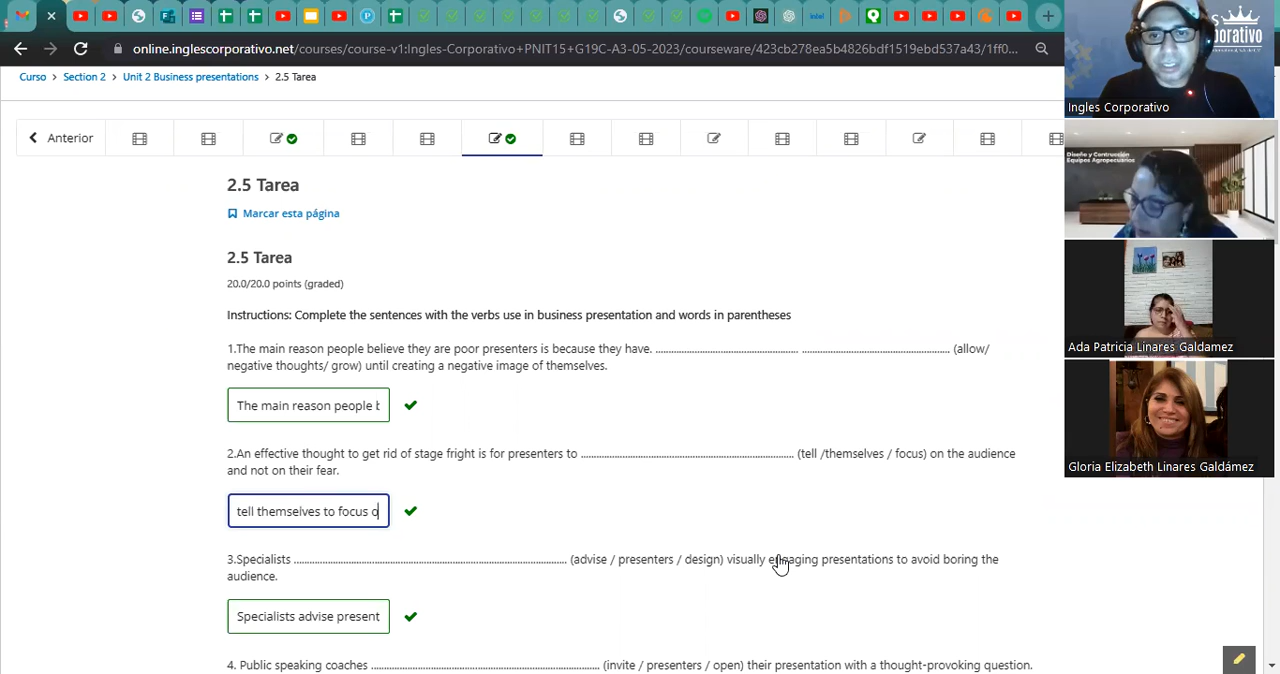 online.inglescorporativo.net/courses/course-v1:Ingles-Corporativo+PNIT15+G19C-A3-05-2023/courseware/423cb278ea5b4826bdf1519ebd537a43/1ff0...
Curso > Section 2 > Unit 2 Business presentations > 2.5 Tarea
Anterior
2.5 Tarea
Marcar esta página
2.5 Tarea
20.0/20.0 points (graded)
Instructions: Complete the sentences with the verbs use in business presentation and words in parentheses
1.The main reason people believe they are poor presenters is because they have. .................................................... ...................................................... (allow/
negative thoughts/ grow) until creating a negative image of themselves.
The main reason people b
2.An effective thought to get rid of stage fright is for presenters to .............................................................................. (tell /themselves / focus) on the audience
and not on their fear.
tell themselves to focus o
3.Specialists .................................................................................................... (advise / presenters / design) visually engaging presentations to avoid boring the
audience.
Specialists advise present
4. Public speaking coaches .................................................................................... (invite / presenters / open) their presentation with a thought-provoking question.
orporativo
Ingles Corporativo
Diseño y Contrucción
Equipos Agropecuarios
Ada Patricia Linares Galdamez
Gloria Elizabeth Linares Galdámez